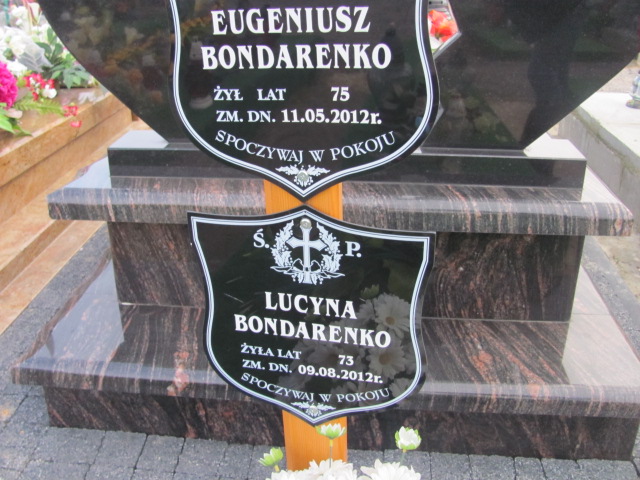 EUGENIUSZ
BONDARENKO
ŻYŁ LAT 75
ZM. DN. 11.05.2012r.
SPOCZYWAJ W POKOJU
Ś. P.
LUCYNA
BONDARENKO
ŻYŁA LAT 73
ZM. DN. 09.08.2012r.
SPOCZYWAJ W POKOJU